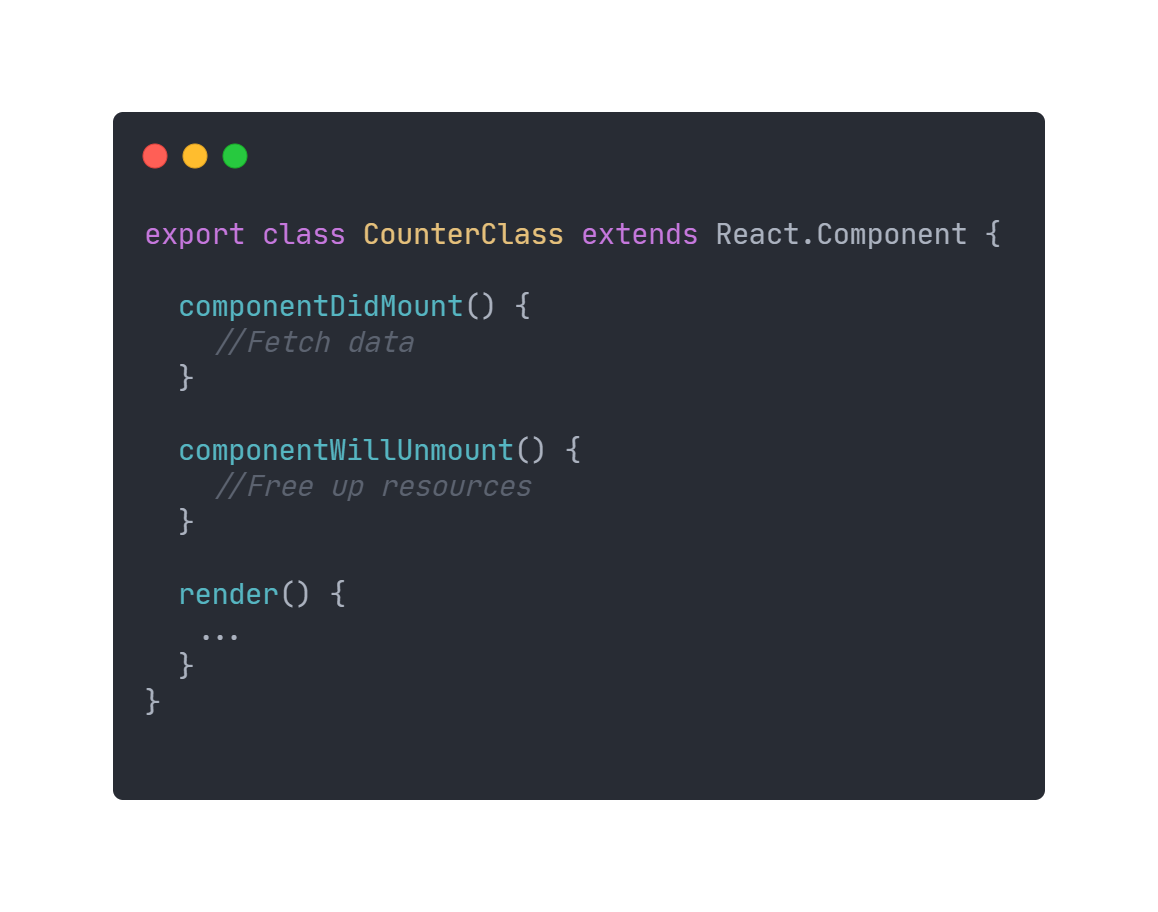 export class CounterClass extends React.Component {
componentDidMount() {
//Fetch data
}
componentWillUnmount() {
//Free up resources
}
render() {
...
}
}